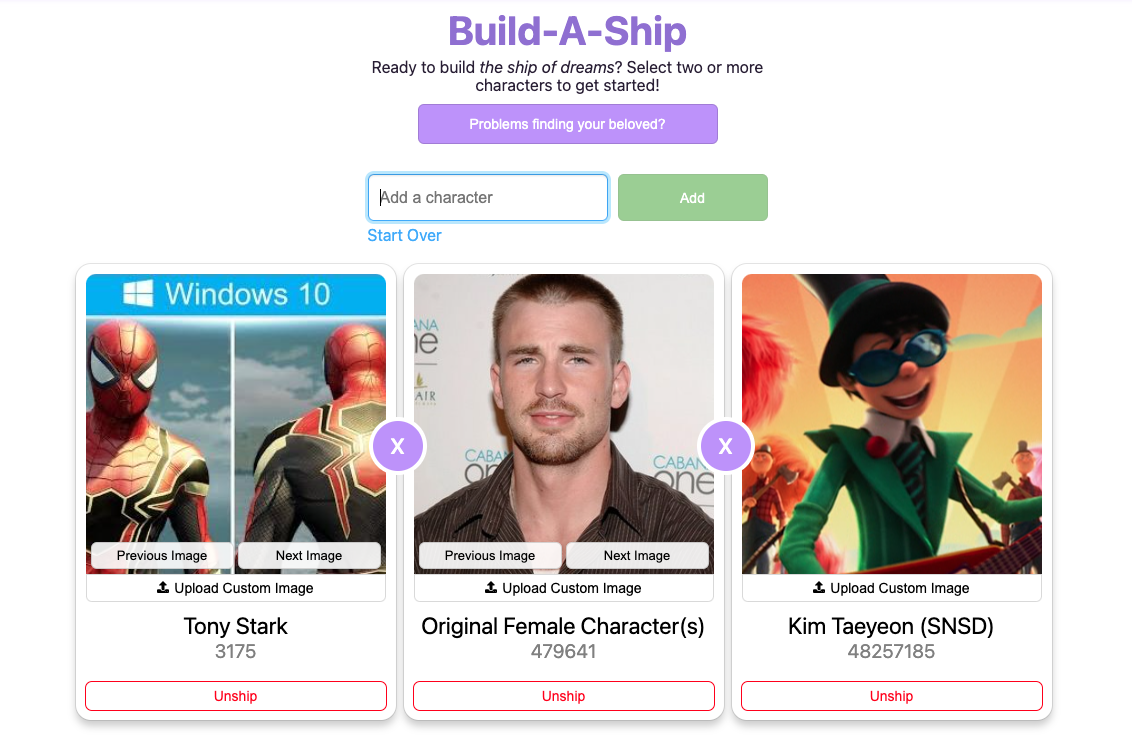 Build-A-Ship
Ready to build the ship of dreams? Select two or more
characters to get started!
Problems finding your beloved?
Add a character
Add
Start Over
Windows 10
Previous Image
Next Image
Upload Custom Image
Tony Stark
3175
Unship
X
CABANA
one
CABANA
one
Previous Image
Next Image
Upload Custom Image
Original Female Character(s)
479641
Unship
X
Upload Custom Image
Kim Taeyeon (SNSD)
48257185
Unship